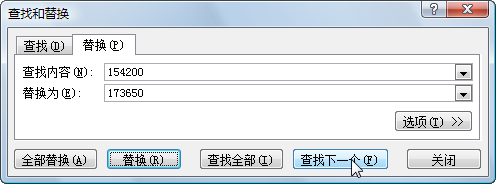 查找和替换
查找(D) 替换(P)
查找内容(N): 154200
替换为(E): 173650
选项(T) >>
全部替换(A) 替换(R) 查找全部(I) 查找下一个(F) 关闭